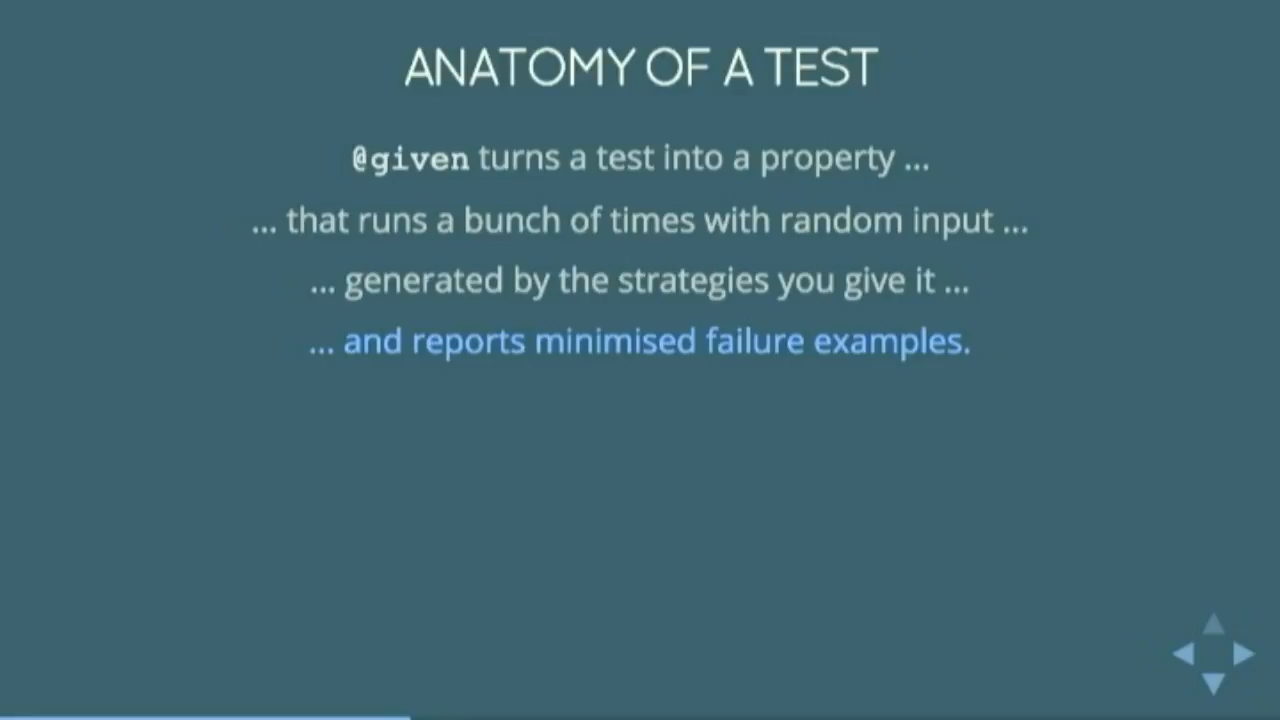 ANATOMY OF A TEST
@given turns a test into a property ...
... that runs a bunch of times with random input ...
... generated by the strategies you give it ...
... and reports minimised failure examples.